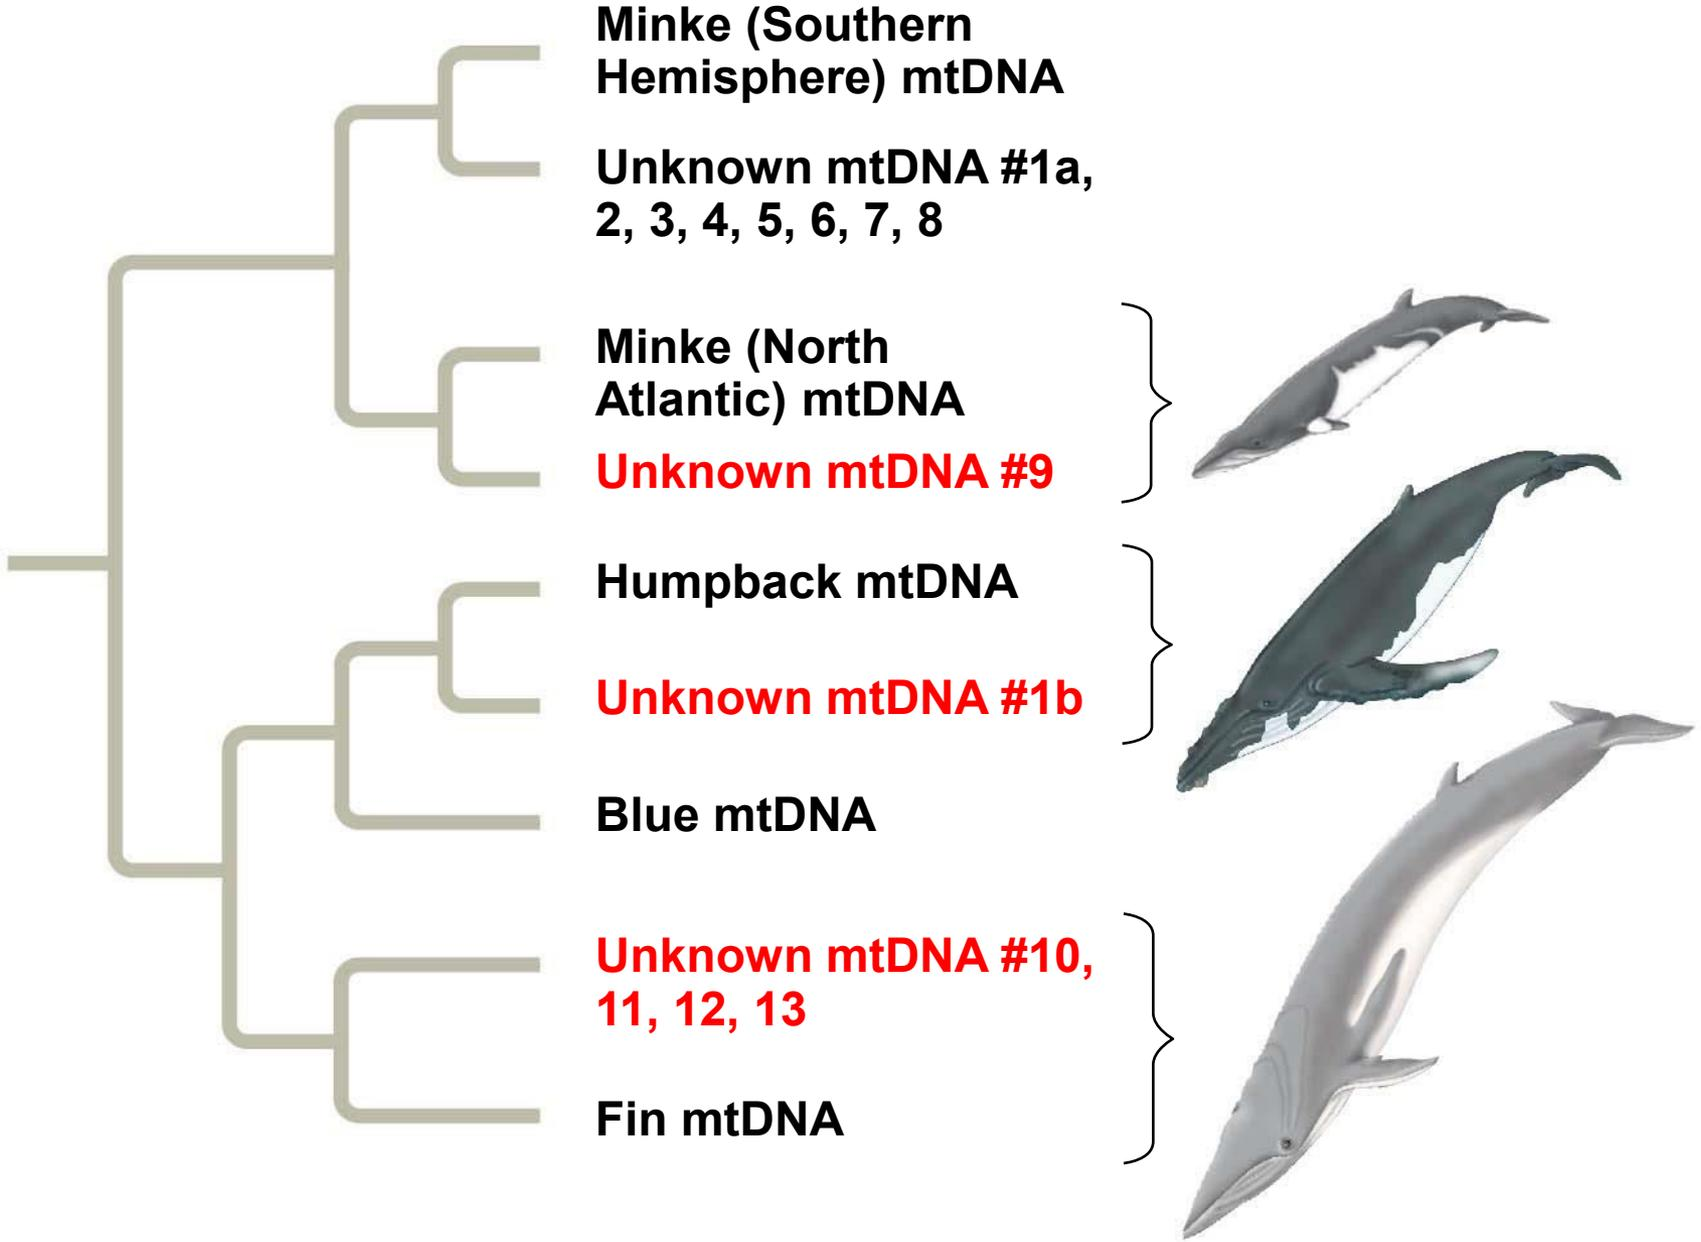 Minke (Southern
Hemisphere) mtDNA
Unknown mtDNA #1a,
2, 3, 4, 5, 6, 7, 8
Minke (North
Atlantic) mtDNA
Unknown mtDNA #9
Humpback mtDNA
Unknown mtDNA #1b
Blue mtDNA
Unknown mtDNA #10,
11, 12, 13
Fin mtDNA